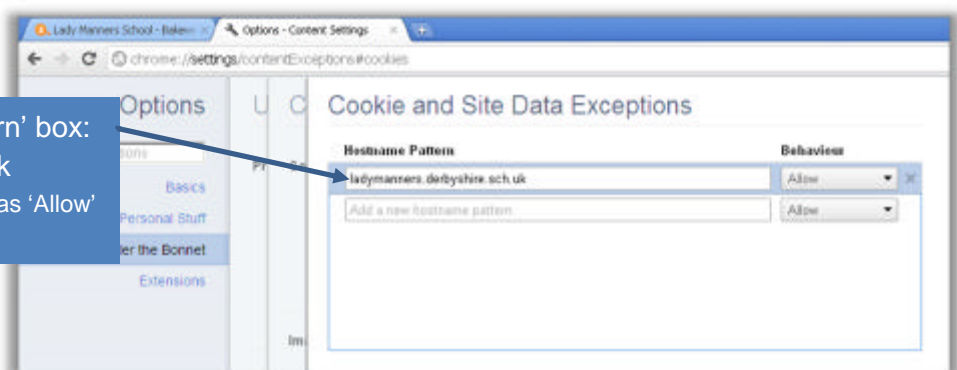 Lady Manners School - Bakew
Options - Content Settings
chrome://settings/contentExceptions#cookies
Options
U
C
Cookie and Site Data Exceptions
rn' box:
k
as 'Allow'
Hostname Pattern
Behaviour
ladymanners.derbyshire.sch.uk
Allow
Add a new hostname pattern
Allow
Basics
Personal Stuff
der the Bonnet
Extensions
Ima